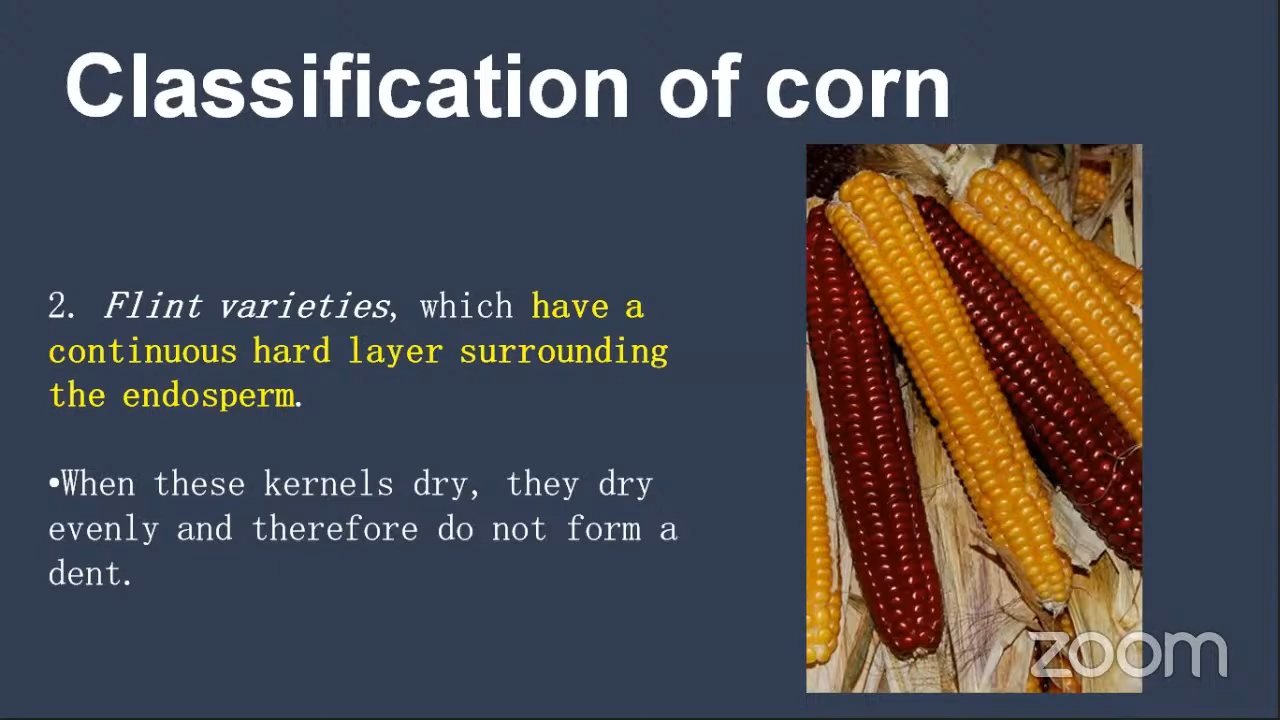 Classification of corn
2. Flint varieties, which have a
continuous hard layer surrounding
the endosperm.
•When these kernels dry, they dry
evenly and therefore do not form a
dent.
zoom